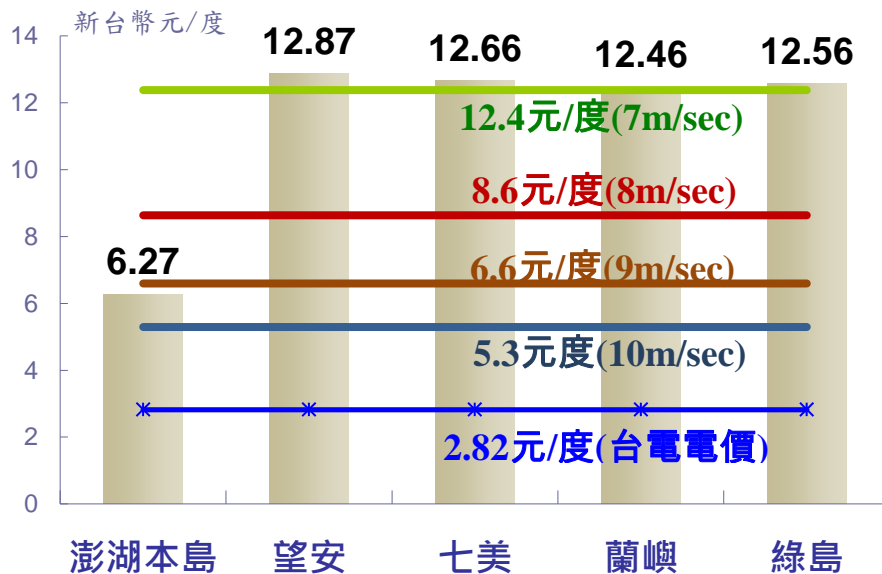 新台幣元/度
14
12
10
8
6
4
2
0
6.27
12.87
12.66
12.46
12.56
12.4元/度(7m/sec)
8.6元/度(8m/sec)
6.6元/度(9m/sec)
5.3元度(10m/sec)
2.82元/度(台電電價)
澎湖本島
望安
七美
蘭嶼
綠島